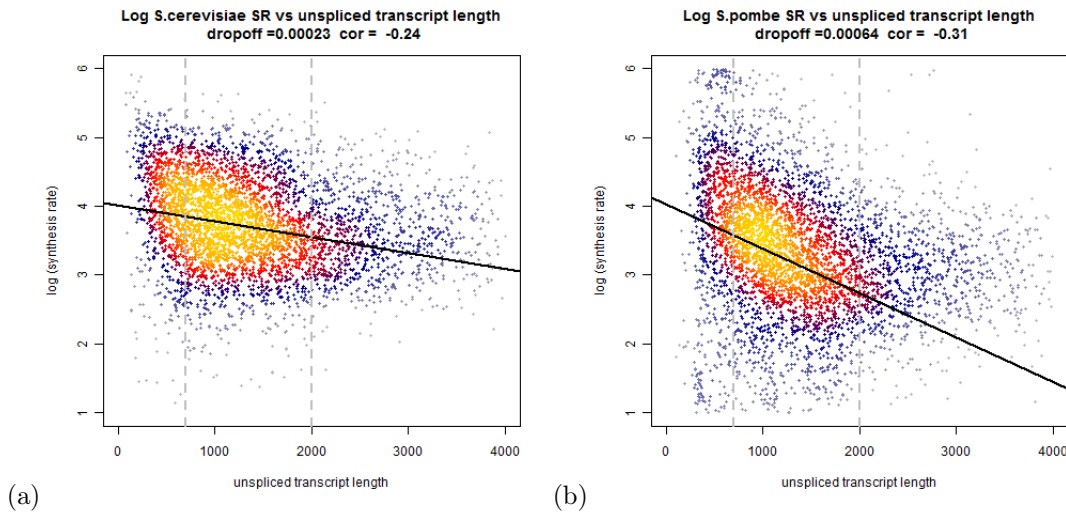 Log S.cerevisiae SR vs unspliced transcript length
dropoff =0.00023 cor = -0.24
log (synthesis rate)
6
5
4
3
2
1
0 1000 2000 3000 4000
unspliced transcript length
(a)
Log S.pombe SR vs unspliced transcript length
dropoff =0.00064 cor = -0.31
log (synthesis rate)
6
5
4
3
2
1
0 1000 2000 3000 4000
unspliced transcript length
(b)